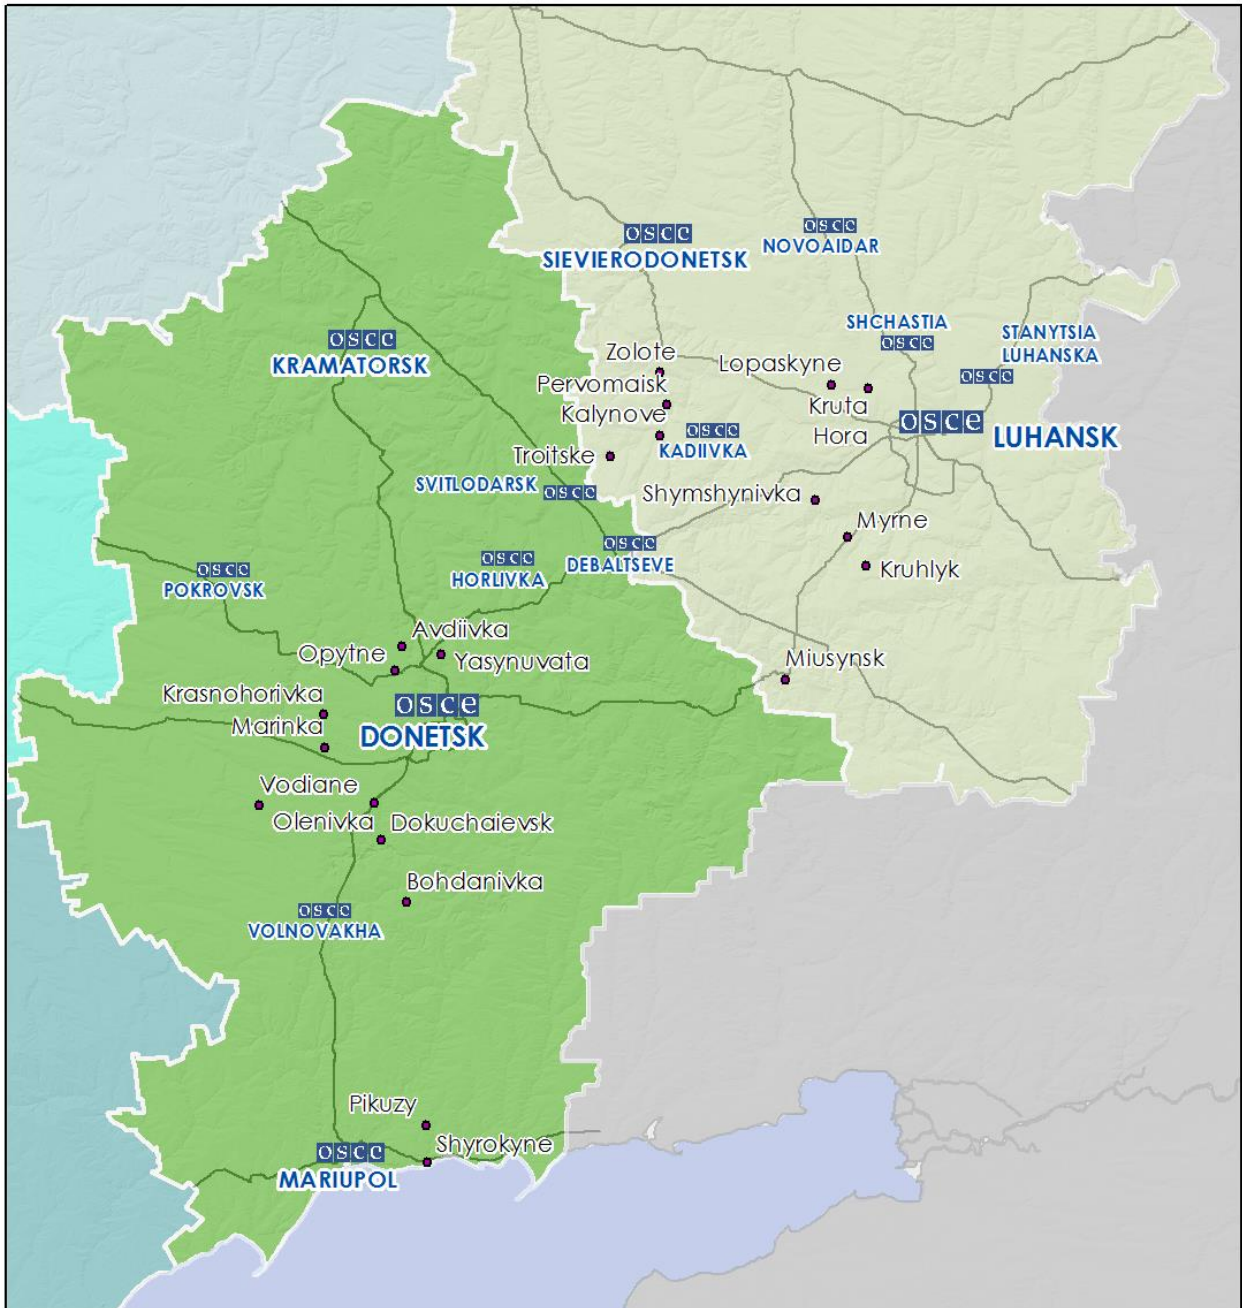 osce
NOVOAIDAR
osce
SIEVIERODONETSK
SHCHASTIA
osce
STANYTSIA
LUHANSKA
osce
osce
KRAMATORSK
Zolote
Lopaskyne
Pervomaisk
Kalynove
Kruta
Hora
osce
LUHANSK
osce
KADIIVKA
Troitske
SVITLODARSK
osce
Shymshynivka
Myrne
Kruhlyk
osce
DEBALTSEVE
osce
HORLIVKA
osce
POKROVSK
Avdiivka
Opytne
Yasynuvata
Miusynsk
Krasnohorivka
Marinka
osce
DONETSK
Vodiane
Olenivka
Dokuchaievsk
Bohdanivka
osce
VOLNOVAKHA
Pikuzy
Shyrokyne
osce
MARIUPOL